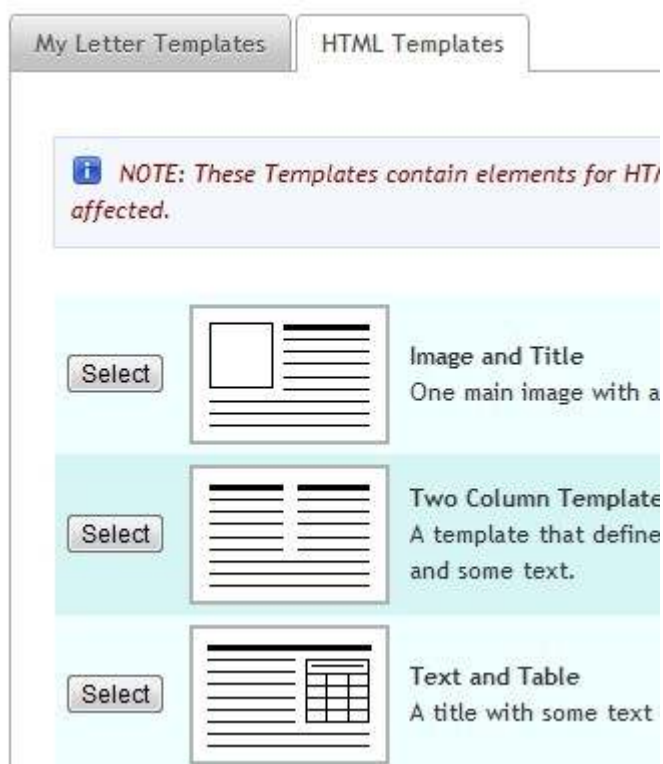 My Letter Templates
HTML Templates
NOTE: These Templates contain elements for
affected.
Select
Image and Title
One main image with a
Select
Two Column Template
A template that define
and some text.
Select
Text and Table
A title with some text